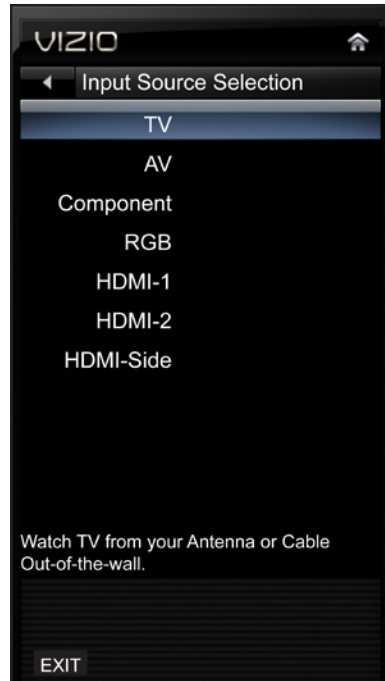 VIZIO
Input Source Selection
TV
AV
Component
RGB
HDMI-1
HDMI-2
HDMI-Side
Watch TV from your Antenna or Cable
Out-of-the-wall.
EXIT